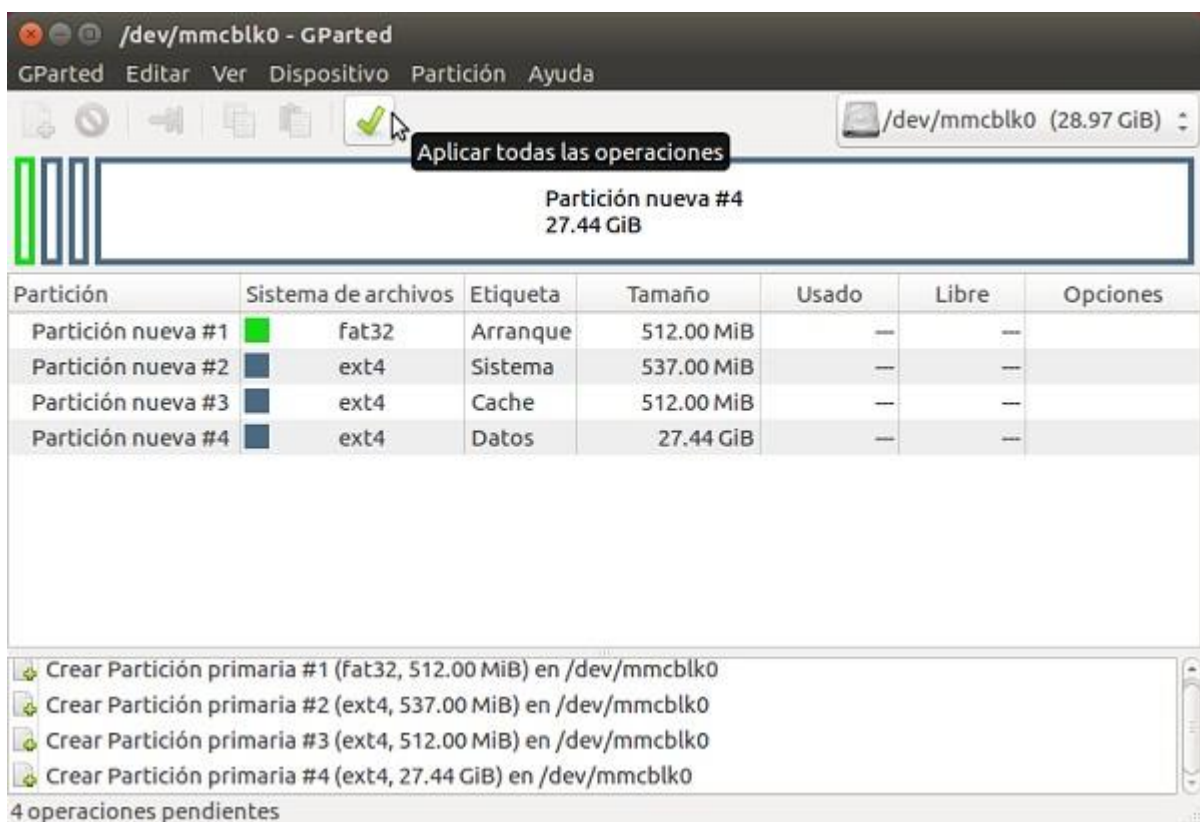 /dev/mmcblk0 - GParted
GParted Editar Ver Dispositivo Partición Ayuda
/dev/mmcblk0 (28.97 GiB)
Aplicar todas las operaciones
Partición nueva #4
27.44 GiB
Partición Sistema de archivos Etiqueta Tamaño Usado Libre Opciones
Partición nueva #1 fat32 Arranque 512.00 MiB --- ---
Partición nueva #2 ext4 Sistema 537.00 MiB --- ---
Partición nueva #3 ext4 Cache 512.00 MiB --- ---
Partición nueva #4 ext4 Datos 27.44 GiB --- ---
Crear Partición primaria #1 (fat32, 512.00 MiB) en /dev/mmcblk0
Crear Partición primaria #2 (ext4, 537.00 MiB) en /dev/mmcblk0
Crear Partición primaria #3 (ext4, 512.00 MiB) en /dev/mmcblk0
Crear Partición primaria #4 (ext4, 27.44 GiB) en /dev/mmcblk0
4 operaciones pendientes